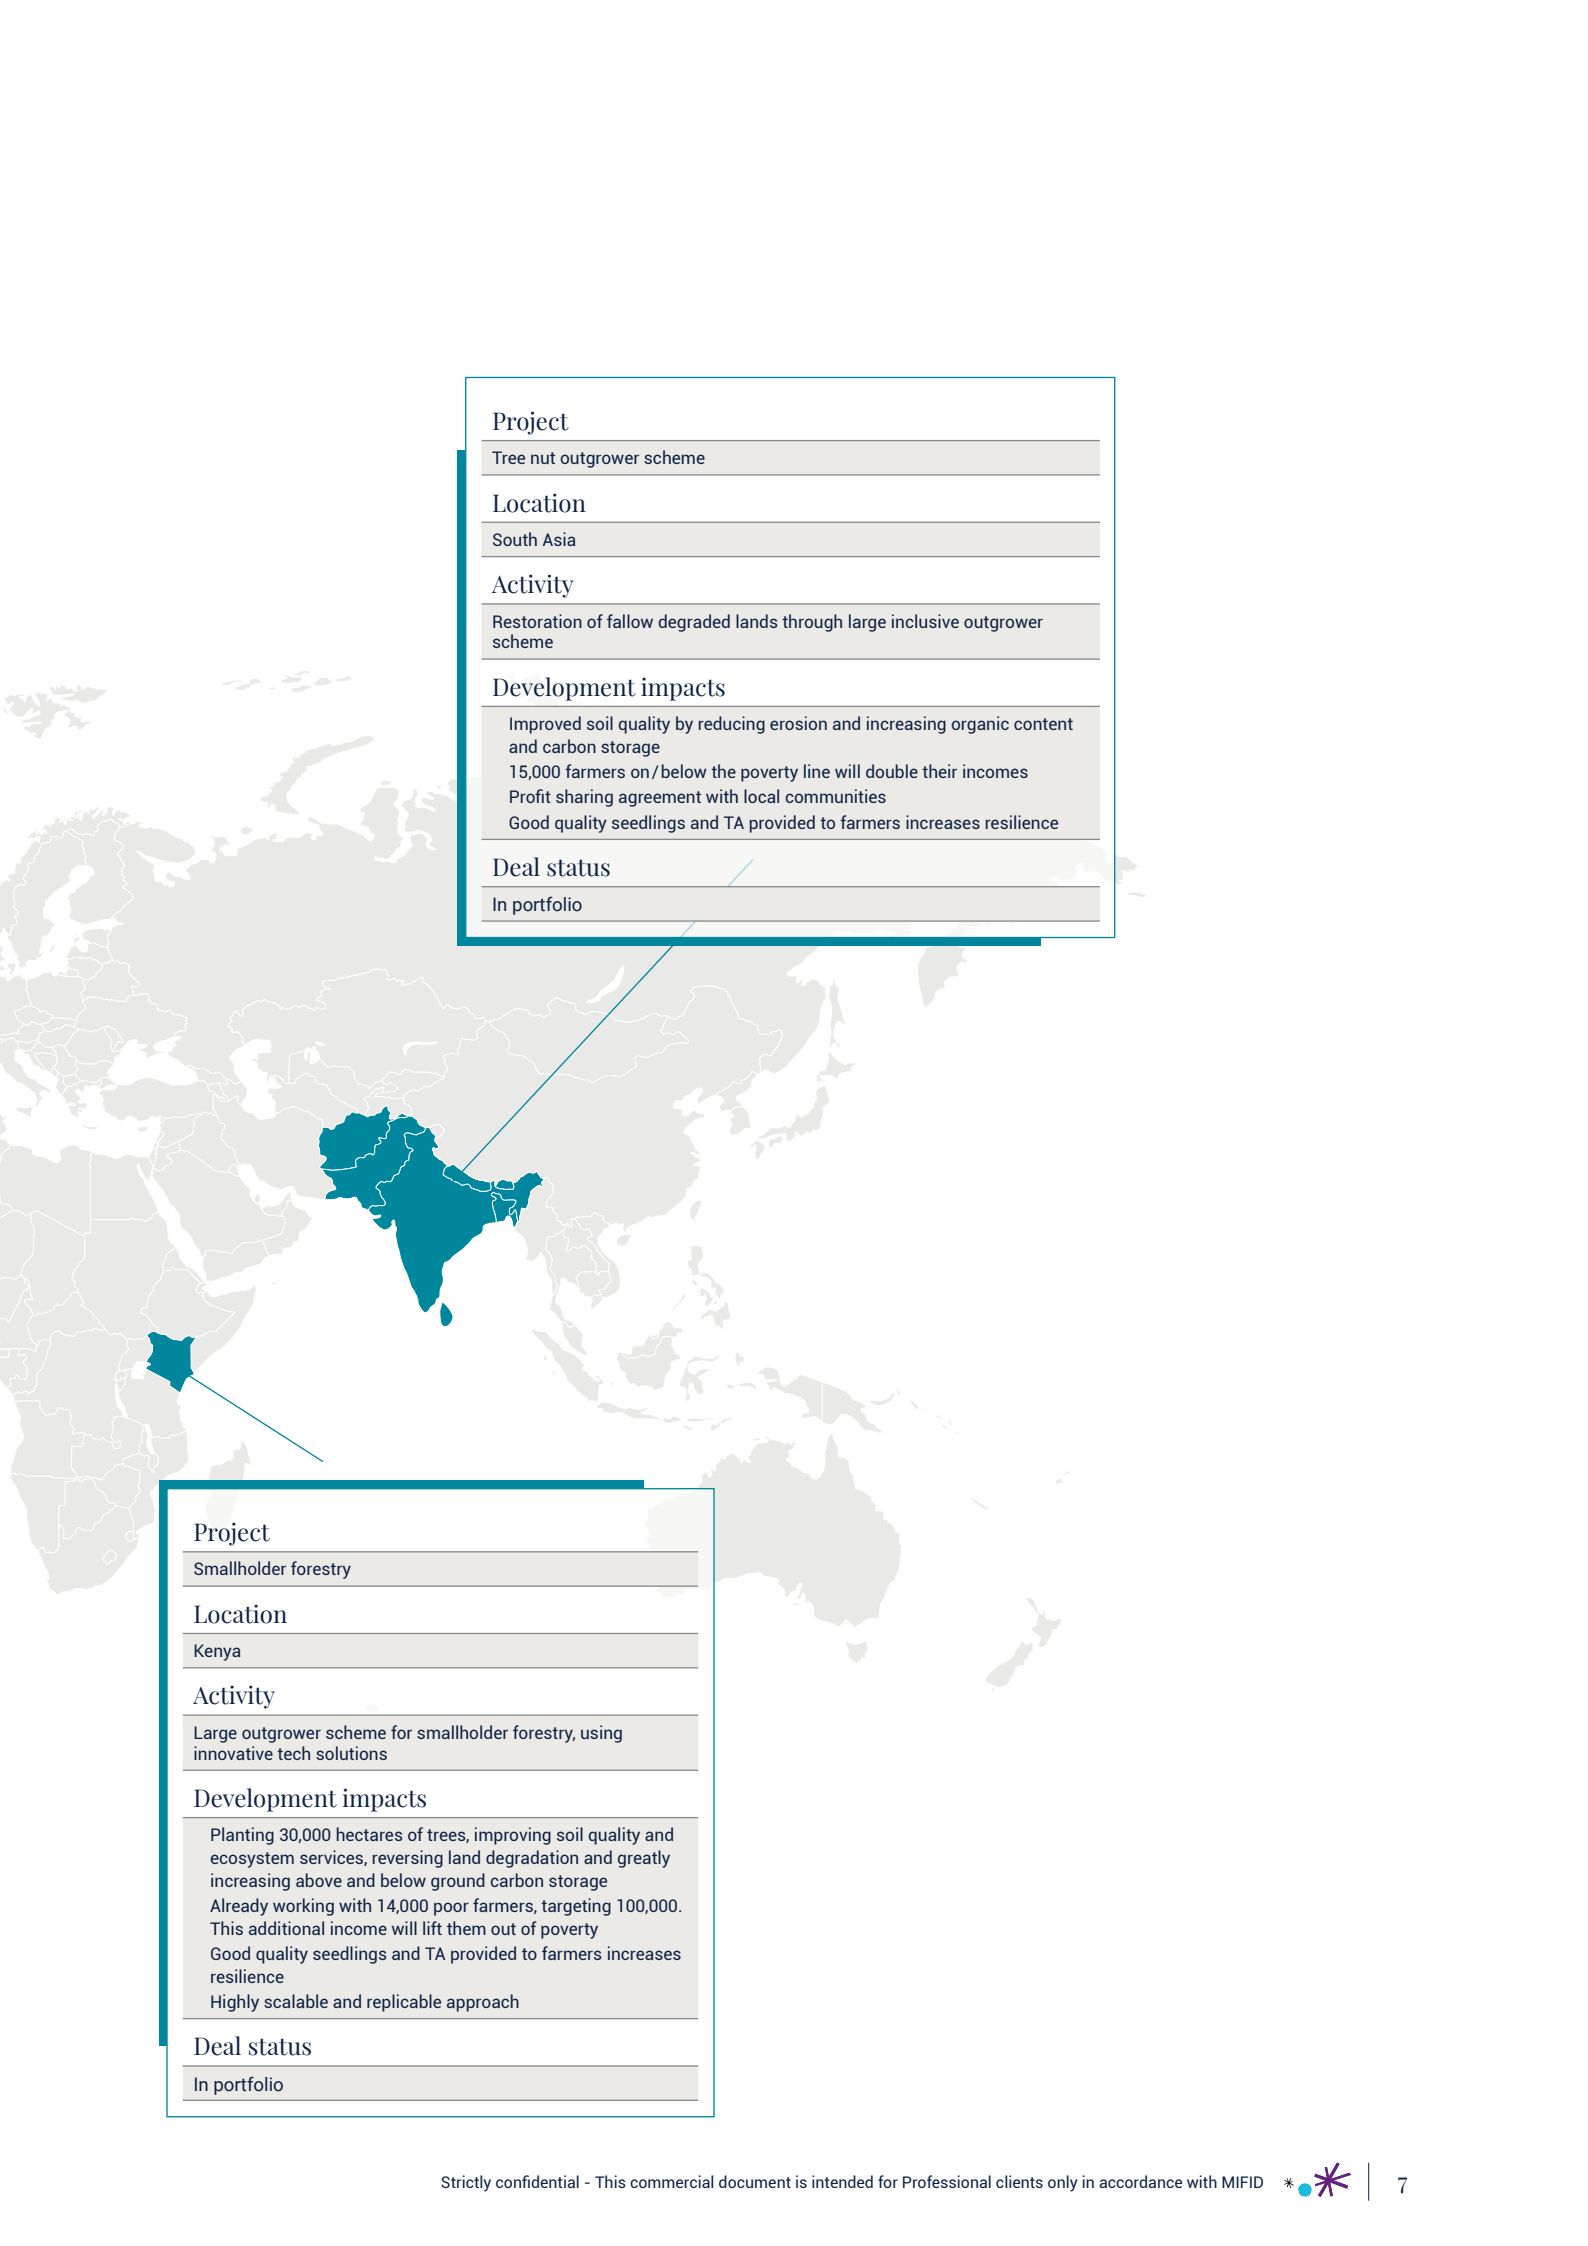 Project
Tree nut outgrower scheme
Location
South Asia
Activity
Restoration of fallow degraded lands through large inclusive outgrower
scheme
Development impacts
Improved soil quality by reducing erosion and increasing organic content
and carbon storage
15,000 farmers on/below the poverty line will double their incomes
Profit sharing agreement with local communities
Good quality seedlings and TA provided to farmers increases resilience
Deal status
In portfolio
Project
Smallholder forestry
Location
Kenya
Activity
Large outgrower scheme for smallholder forestry, using
innovative tech solutions
Development impacts
Planting 30,000 hectares of trees, improving soil quality and
ecosystem services, reversing land degradation and greatly
increasing above and below ground carbon storage
Already working with 14,000 poor farmers, targeting 100,000.
This additional income will lift them out of poverty
Good quality seedlings and TA provided to farmers increases
resilience
Highly scalable and replicable approach
Deal status
In portfolio
Strictly confidential - This commercial document is intended for Professional clients only in accordance with MIFID
7